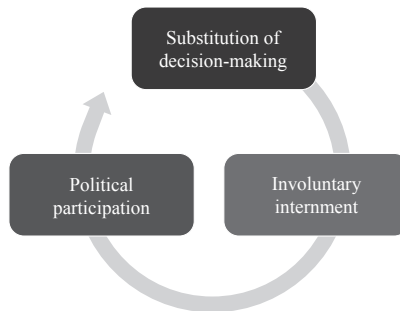 Substitution of
decision-making
Political
participation
Involuntary
internment